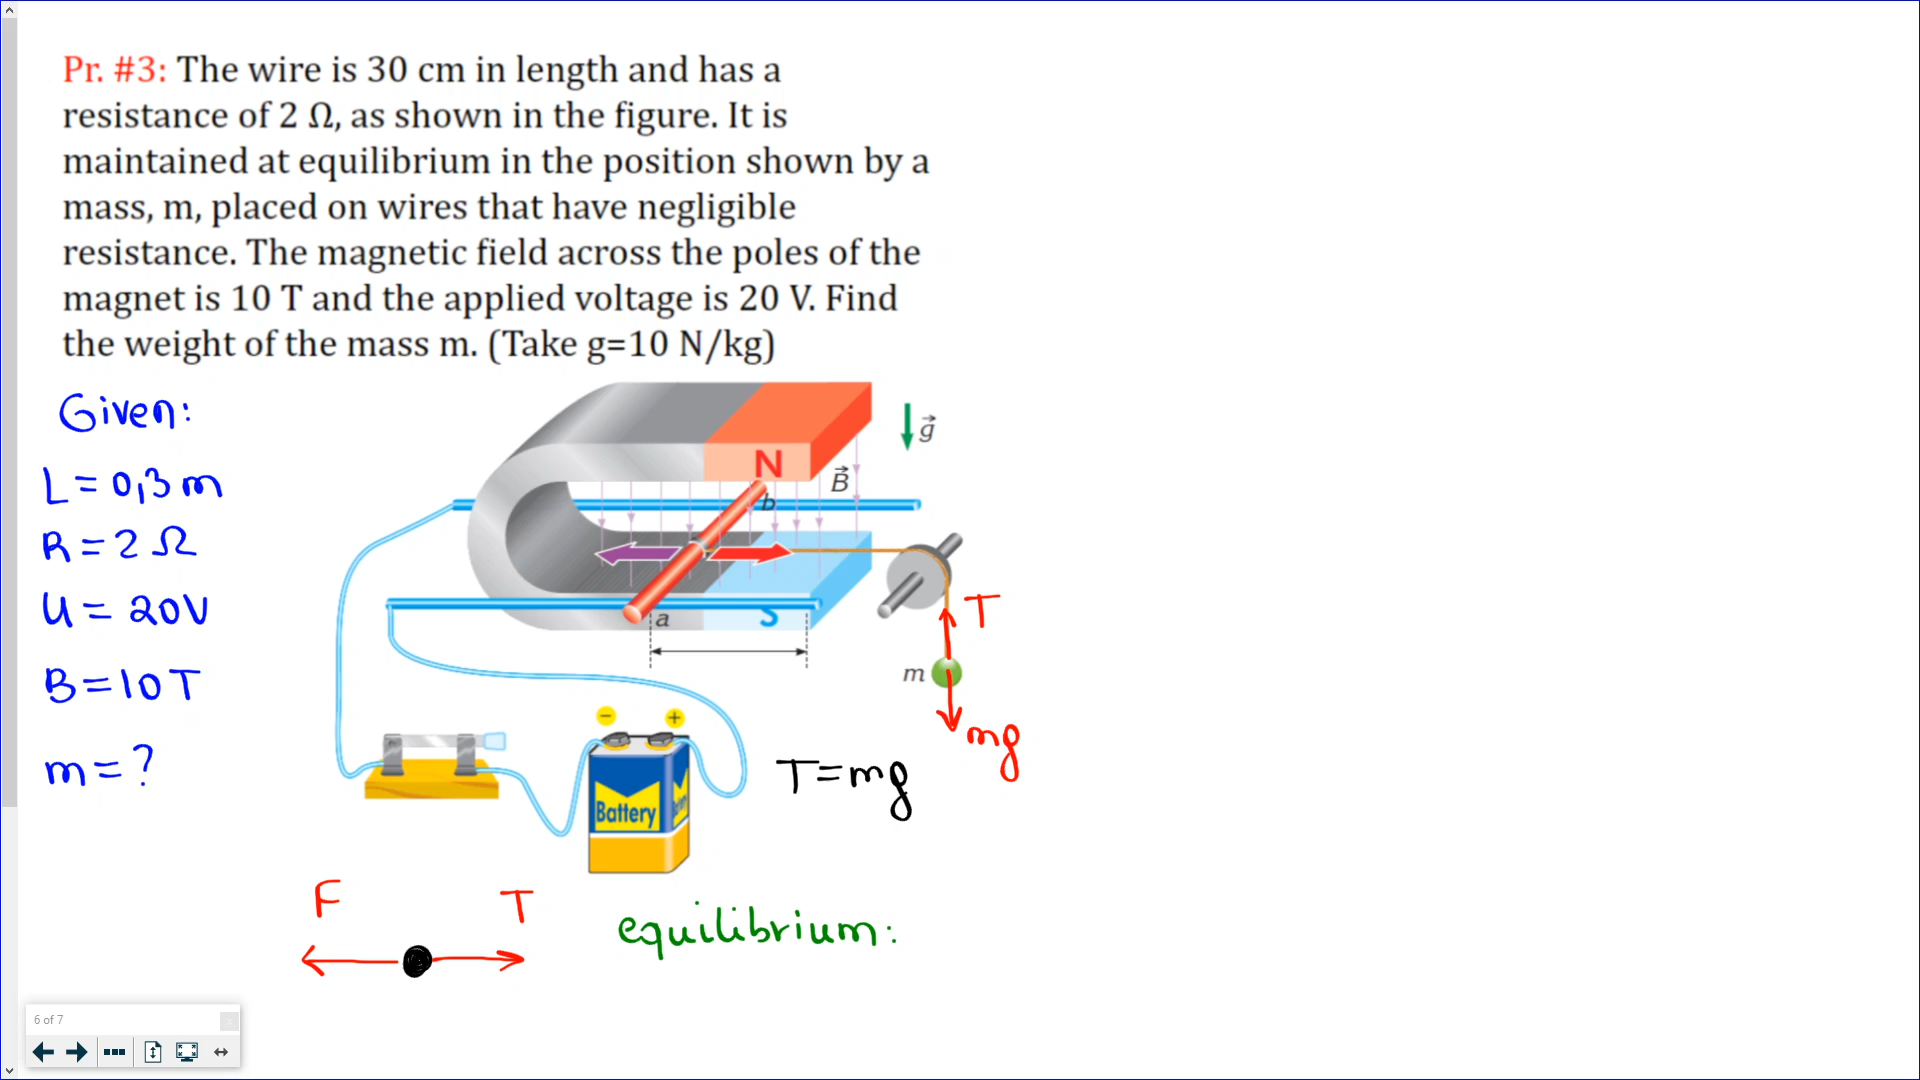 Pr. #3: The wire is 30 cm in length and has a
resistance of 2 Ω, as shown in the figure. It is
maintained at equilibrium in the position shown by a
mass, m, placed on wires that have negligible
resistance. The magnetic field across the poles of the
magnet is 10 T and the applied voltage is 20 V. Find
the weight of the mass m. (Take g=10 N/kg)
Given:
L = 0,3 m
R = 2 Ω
U = 20V
B = 10 T
m = ?
N
b
B⃗
g⃗
S
a
T
m
mg
− +
Battery
Battery
T = mg
F T
equilibrium:
6 of 7